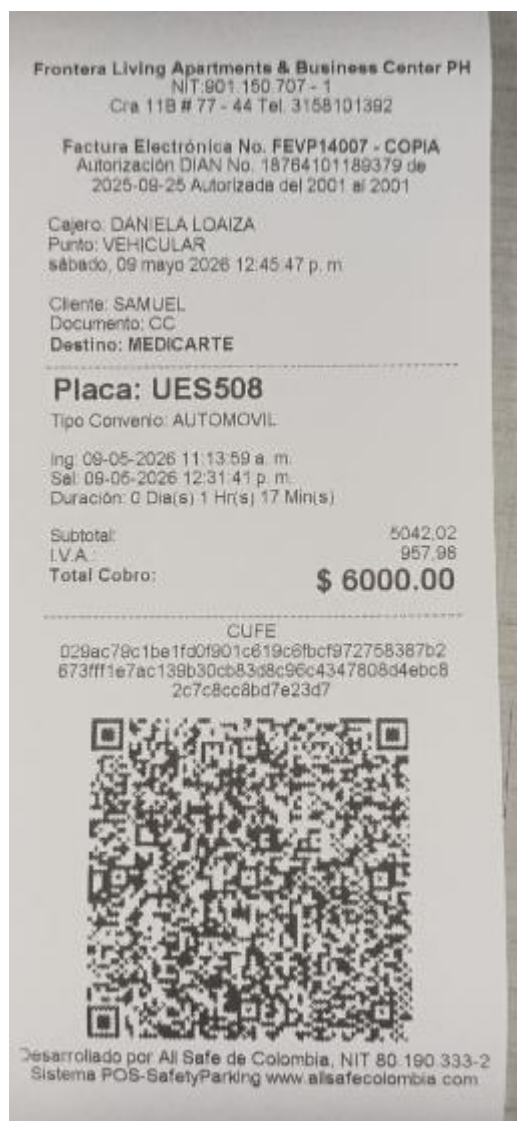 Frontera Living Apartments & Business Center PH
NIT:901.150.707 - 1
Cra 11B # 77 - 44 Tel. 3158101392
Factura Electrónica No. FEVP14007 - COPIA
Autorización DIAN No. 18764101189379 de
2025-09-25 Autorizada del 2001 al 2001
Cajero: DANIELA LOAIZA
Punto: VEHICULAR
sábado, 09 mayo 2026 12:45:47 p. m.
Cliente: SAMUEL
Documento: CC
Destino: MEDICARTE
Placa: UES508
Tipo Convenio: AUTOMOVIL
Ing: 09-05-2026 11:13:59 a. m.
Sal: 09-05-2026 12:31:41 p. m.
Duración: 0 Dia(s) 1 Hr(s) 17 Min(s)
Subtotal: 5042,02
I.V.A.: 957,98
Total Cobro: $ 6000.00
CUFE
029ac79c1be1fd0f901c619c6fbcf972758387b2
673fff1e7ac139b30cb83d8c96c4347808d4ebc8
2c7c8cc8bd7e23d7
Desarrollado por All Safe de Colombia, NIT 80.190.333-2
Sistema POS-SafetyParking www.allsafecolombia.com